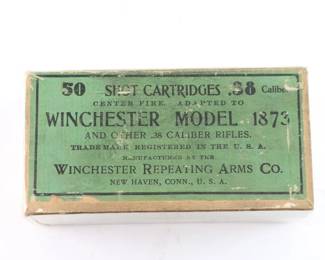 50 SHOT CARTRIDGES .38 Caliber
CENTER FIRE. ADAPTED TO
WINCHESTER MODEL 1873
AND OTHER .38 CALIBER RIFLES.
TRADE MARK REGISTERED IN THE U. S. A.
MANUFACTURED BY THE
WINCHESTER REPEATING ARMS CO.
NEW HAVEN, CONN., U. S. A.